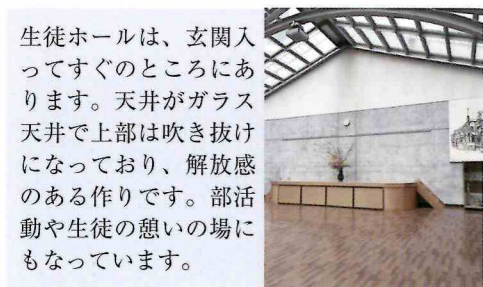 生徒ホールは、玄関入
ってすぐのところにあ
ります。天井がガラス
天井で上部は吹き抜け
になっており、解放感
のある作りです。部活
動や生徒の憩いの場に
もなっています。